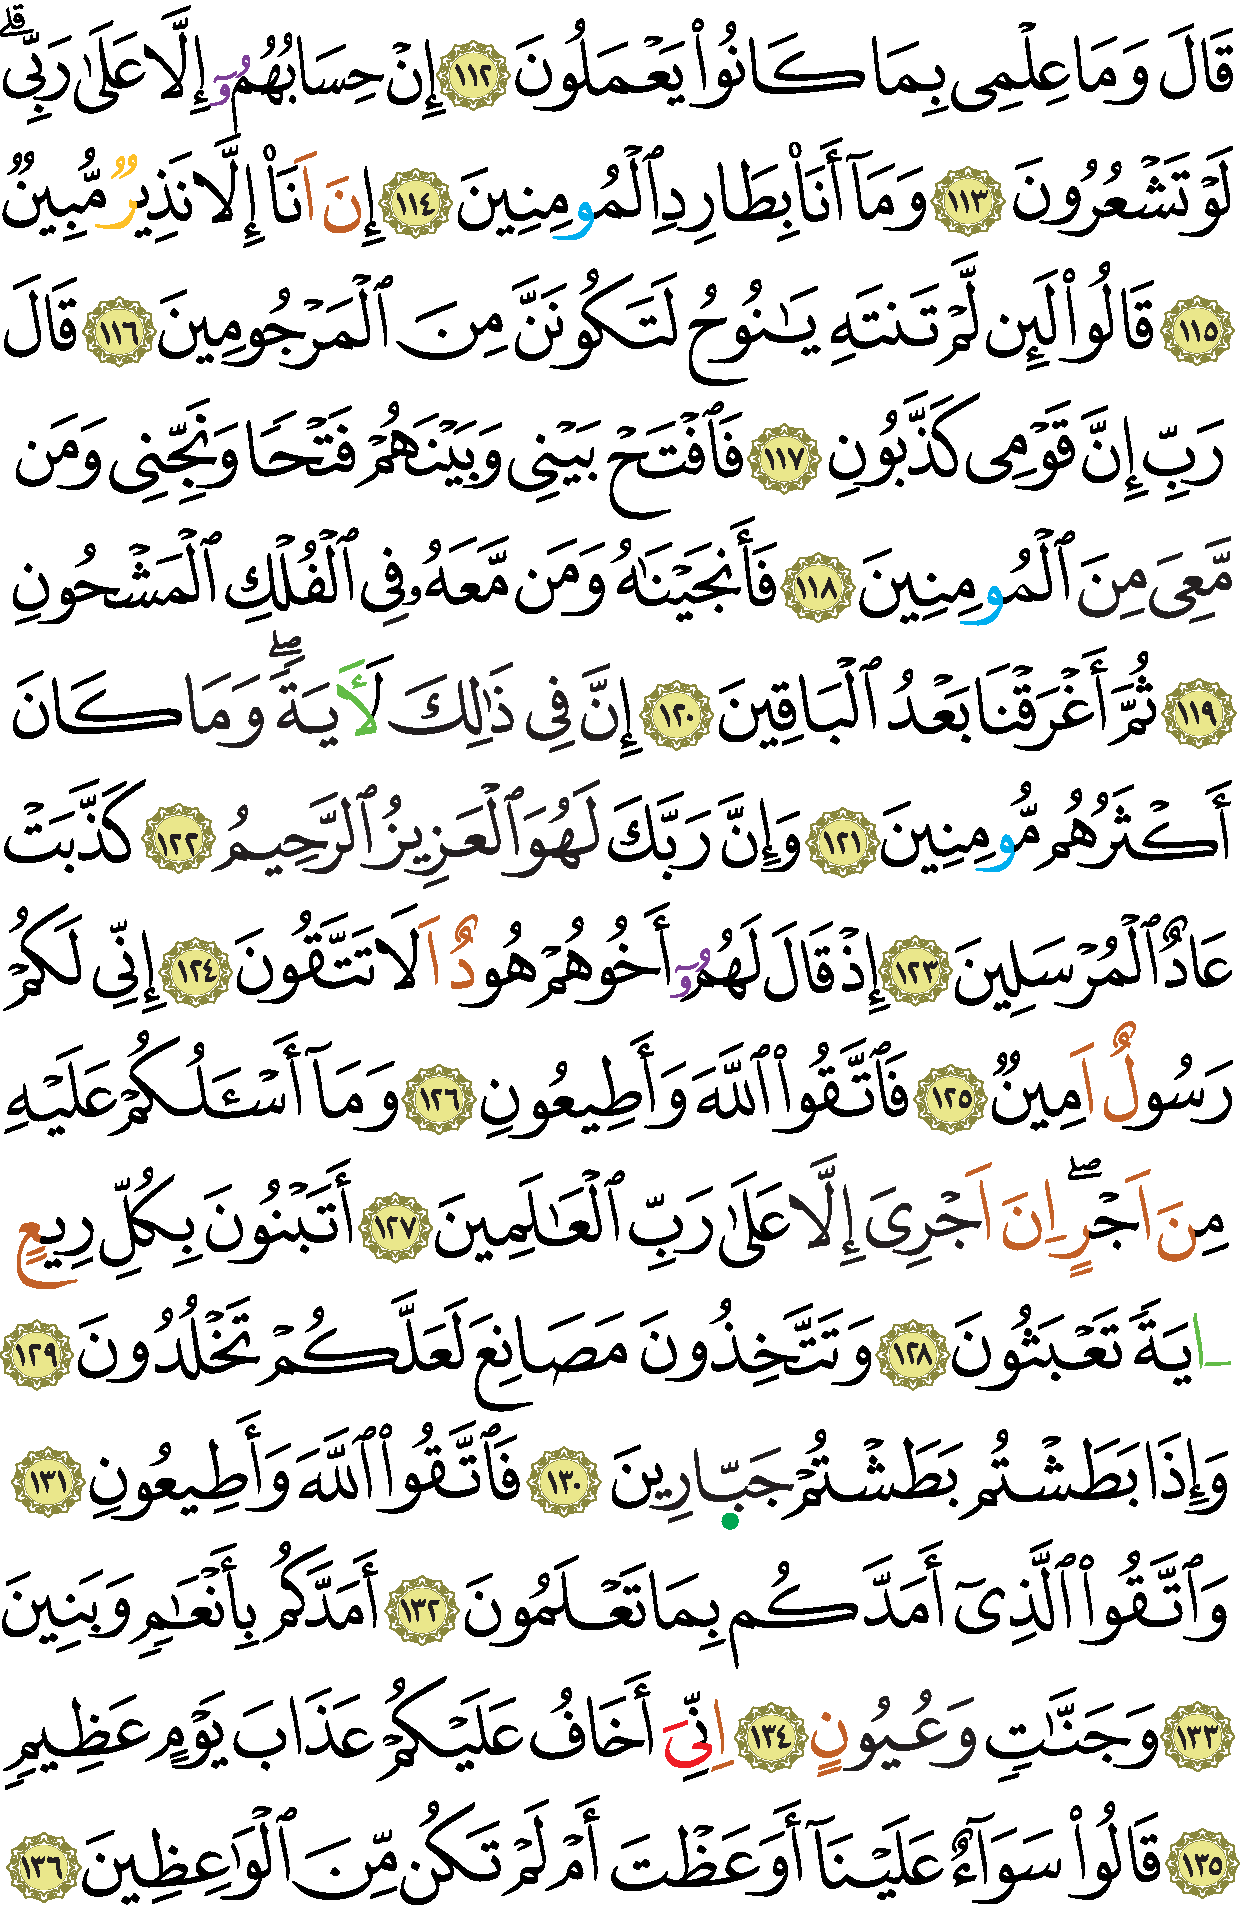 قَالَ وَمَا عِلْمِى بِمَا كَانُوا۟ يَعْمَلُونَ ١١٢ إِنْ حِسَابُهُمُۥٓ إِلَّا عَلَىٰ رَبِّى ۖ
لَوْ تَشْعُرُونَ ١١٣ وَمَآ أَنَا۠ بِطَارِدِ ٱلْمُومِنِينَ ١١٤ إِنَ اَنَا۠ إِلَّا نَذِيرٌ مُّبِينٌ
١١٥ قَالُوا۟ لَئِن لَّمْ تَنتَهِ يَٰنُوحُ لَتَكُونَنَّ مِنَ ٱلْمَرْجُومِينَ ١١٦ قَالَ
رَبِّ إِنَّ قَوْمِى كَذَّبُونِ ١١٧ فَٱفْتَحْ بَيْنِى وَبَيْنَهُمْ فَتْحًا وَنَجِّنِى وَمَن
مَّعِىَ مِنَ ٱلْمُومِنِينَ ١١٨ فَأَنجَيْنَٰهُ وَمَن مَّعَهُۥ فِى ٱلْفُلْكِ ٱلْمَشْحُونِ
١١٩ ثُمَّ أَغْرَقْنَا بَعْدُ ٱلْبَاقِينَ ١٢٠ إِنَّ فِى ذَٰلِكَ لَأَيَةً ۖ وَمَا كَانَ
أَكْثَرُهُم مُّومِنِينَ ١٢١ وَإِنَّ رَبَّكَ لَهُوَ ٱلْعَزِيزُ ٱلرَّحِيمُ ١٢٢ كَذَّبَتْ
عَادٌ ٱلْمُرْسَلِينَ ١٢٣ إِذْ قَالَ لَهُمُۥٓ أَخُوهُمْ هُودٌ اَلَا تَتَّقُونَ ١٢٤ إِنِّى لَكُمْ
رَسُولٌ اَمِينٌ ١٢٥ فَٱتَّقُوا۟ ٱللَّهَ وَأَطِيعُونِ ١٢٦ وَمَآ أَسْـَٔلُكُمْ عَلَيْهِ
مِنَ اَجْرٍ ۖ اِنَ اَجْرِىَ إِلَّا عَلَىٰ رَبِّ ٱلْعَٰلَمِينَ ١٢٧ أَتَبْنُونَ بِكُلِّ رِيعٍ
ـايَةً تَعْبَثُونَ ١٢٨ وَتَتَّخِذُونَ مَصَانِعَ لَعَلَّكُمْ تَخْلُدُونَ ١٢٩
وَإِذَا بَطَشْتُم بَطَشْتُمْ جَبَّارِينَ ١٣٠ فَٱتَّقُوا۟ ٱللَّهَ وَأَطِيعُونِ ١٣١
وَٱتَّقُوا۟ ٱلَّذِىٓ أَمَدَّكُم بِمَا تَعْلَمُونَ ١٣٢ أَمَدَّكُم بِأَنْعَٰمٍ وَبَنِينَ
١٣٣ وَجَنَّٰتٍ وَعُيُونٍ ١٣٤ اِنِّىَ أَخَافُ عَلَيْكُمْ عَذَابَ يَوْمٍ عَظِيمٍ
١٣٥ قَالُوا۟ سَوَآءٌ عَلَيْنَآ أَوَعَظْتَ أَمْ لَمْ تَكُن مِّنَ ٱلْوَٰعِظِينَ ١٣٦